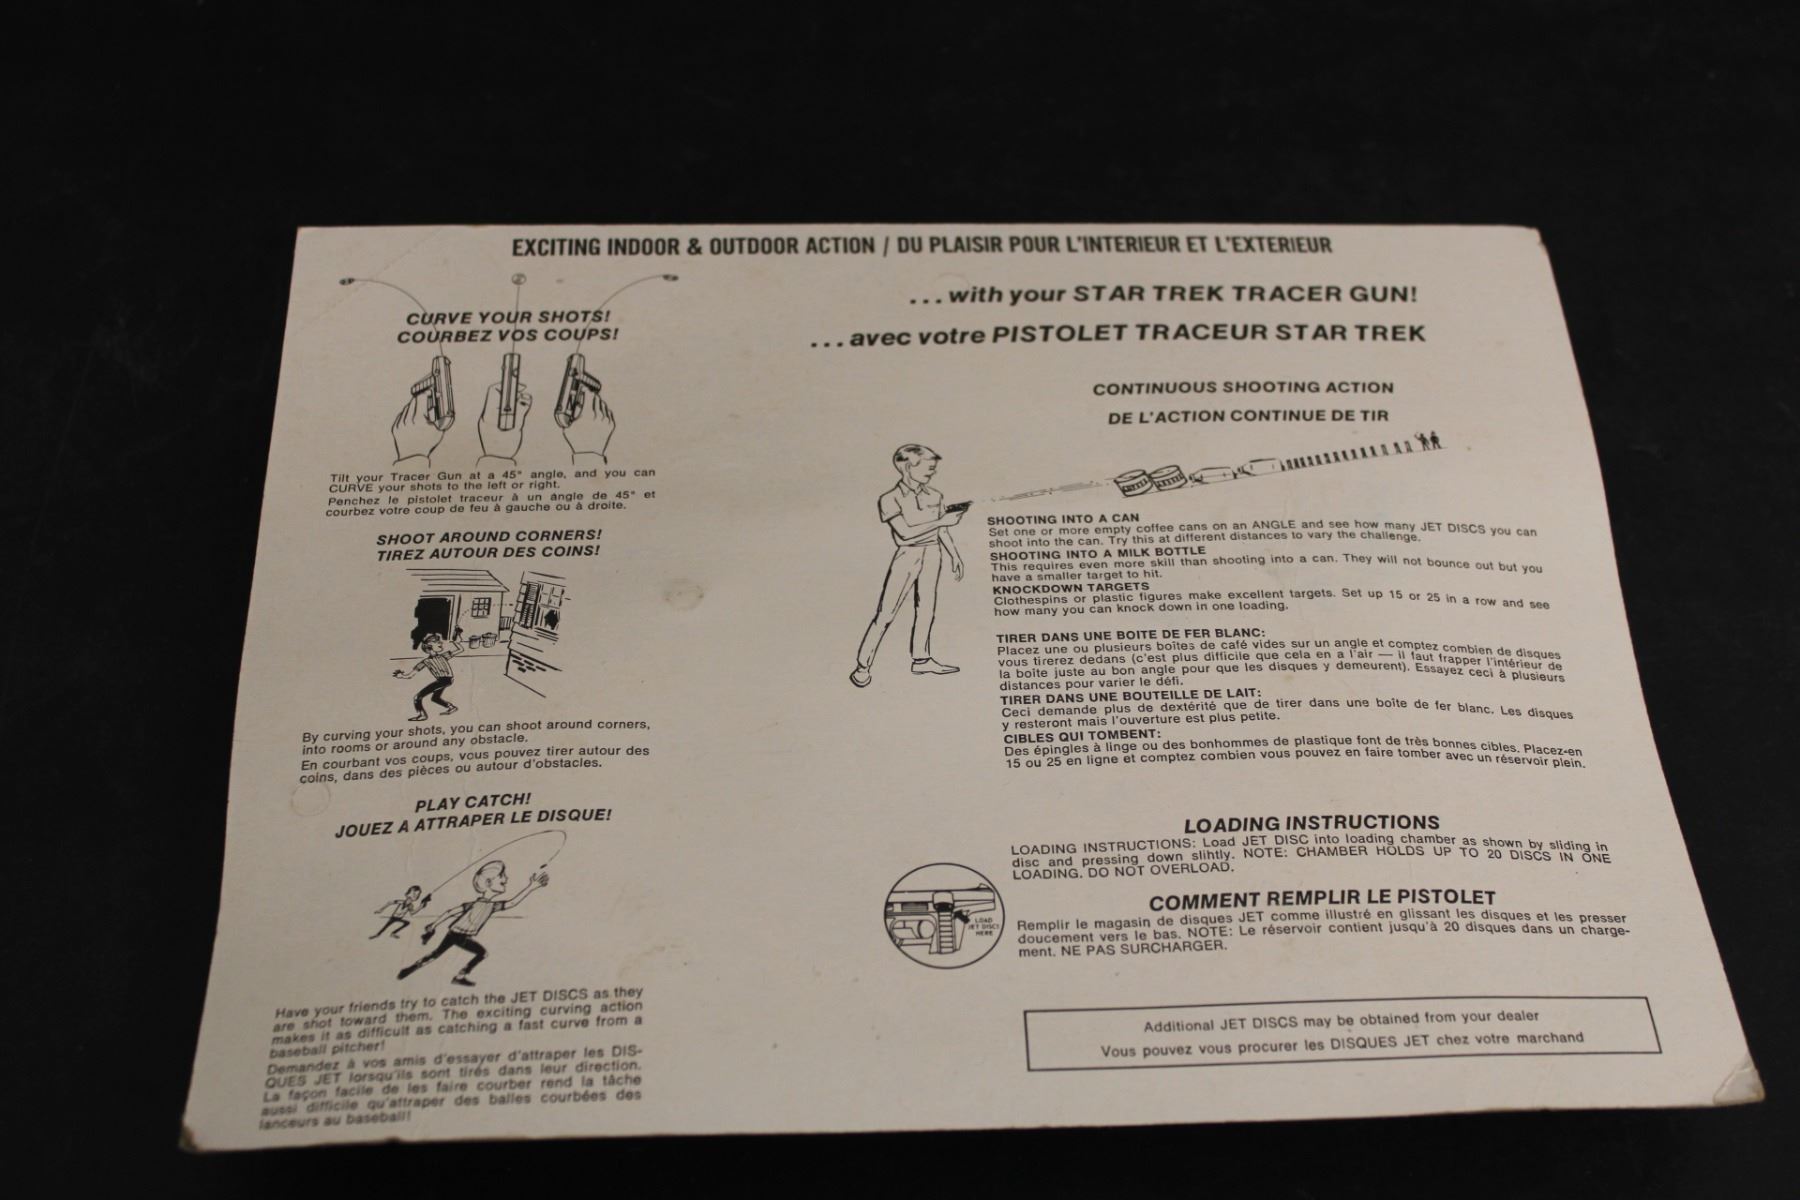 EXCITING INDOOR & OUTDOOR ACTION / DU PLAISIR POUR L'INTERIEUR ET L'EXTERIEUR
...with your STAR TREK TRACER GUN!
...avec votre PISTOLET TRACEUR STAR TREK
CURVE YOUR SHOTS!
COURBEZ VOS COUPS!
Tilt your Tracer Gun at a 45° angle, and you can
CURVE your shots to the left or right.
Penchez le pistolet traceur à un angle de 45° et
courbez votre coup de feu à gauche ou à droite.
SHOOT AROUND CORNERS!
TIREZ AUTOUR DES COINS!
By curving your shots, you can shoot around corners,
into rooms or around any obstacle.
En courbant vos coups, vous pouvez tirer autour des
coins, dans des pièces ou autour d'obstacles.
PLAY CATCH!
JOUEZ A ATTRAPER LE DISQUE!
Have your friends try to catch the JET DISCS as they
are shot toward them. The exciting curving action
makes it as difficult as catching a fast curve from a
baseball pitcher!
Demandez à vos amis d'essayer d'attraper les DIS-
QUES JET lorsqu'ils sont tirés dans leur direction.
La façon facile de les faire courber rend la tâche
aussi difficile qu'attraper des balles courbées des
lanceurs au baseball!
CONTINUOUS SHOOTING ACTION
DE L'ACTION CONTINUE DE TIR
SHOOTING INTO A CAN
Set one or more empty coffee cans on an ANGLE and see how many JET DISCS you can
shoot into the can. Try this at different distances to vary the challenge.
SHOOTING INTO A MILK BOTTLE
This requires even more skill than shooting into a can. They will not bounce out but you
have a smaller target to hit.
KNOCKDOWN TARGETS
Clothespins or plastic figures make excellent targets. Set up 15 or 25 in a row and see
how many you can knock down in one loading.
TIRER DANS UNE BOITE DE FER BLANC:
Placez une ou plusieurs boîtes de café vides sur un angle et comptez combien de disques
vous tirerez dedans (c'est plus difficile que cela en a l'air — il faut frapper l'intérieur de
la boîte juste au bon angle pour que les disques y demeurent). Essayez ceci à plusieurs
distances pour varier le défi.
TIRER DANS UNE BOUTEILLE DE LAIT:
Ceci demande plus de dextérité que de tirer dans une boîte de fer blanc. Les disques
y resteront mais l'ouverture est plus petite.
CIBLES QUI TOMBENT:
Des épingles à linge ou des bonhommes de plastique font de très bonnes cibles. Placez-en
15 ou 25 en ligne et comptez combien vous pouvez en faire tomber avec un réservoir plein.
LOADING INSTRUCTIONS
LOADING INSTRUCTIONS: Load JET DISC into loading chamber as shown by sliding in
disc and pressing down slihtly. NOTE: CHAMBER HOLDS UP TO 20 DISCS IN ONE
LOADING. DO NOT OVERLOAD.
LOAD
JET DISCS
HERE
COMMENT REMPLIR LE PISTOLET
Remplir le magasin de disques JET comme illustré en glissant les disques et les presser
doucement vers le bas. NOTE: Le réservoir contient jusqu'à 20 disques dans un charge-
ment. NE PAS SURCHARGER.
Additional JET DISCS may be obtained from your dealer
Vous pouvez vous procurer les DISQUES JET chez votre marchand